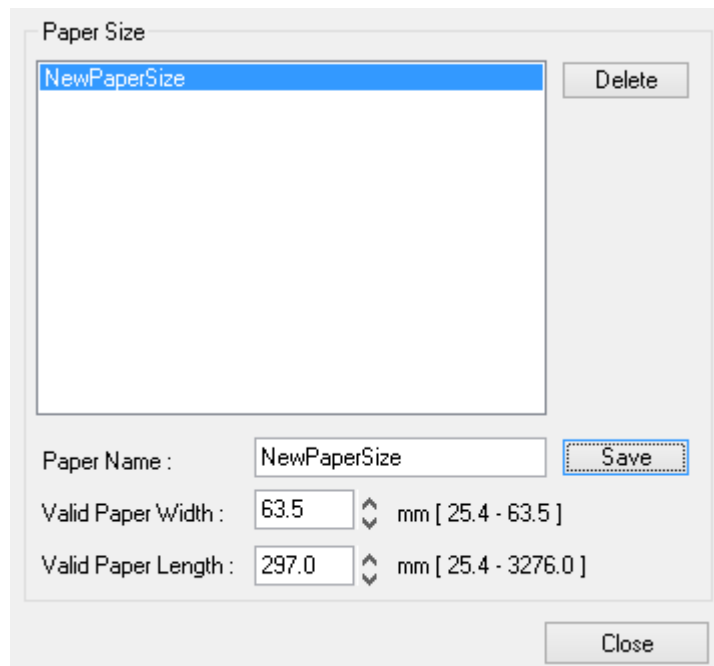 Paper Size
NewPaperSize
Delete
Paper Name : NewPaperSize Save
Valid Paper Width : 63.5 mm [ 25.4 - 63.5 ]
Valid Paper Length : 297.0 mm [ 25.4 - 3276.0 ]
Close